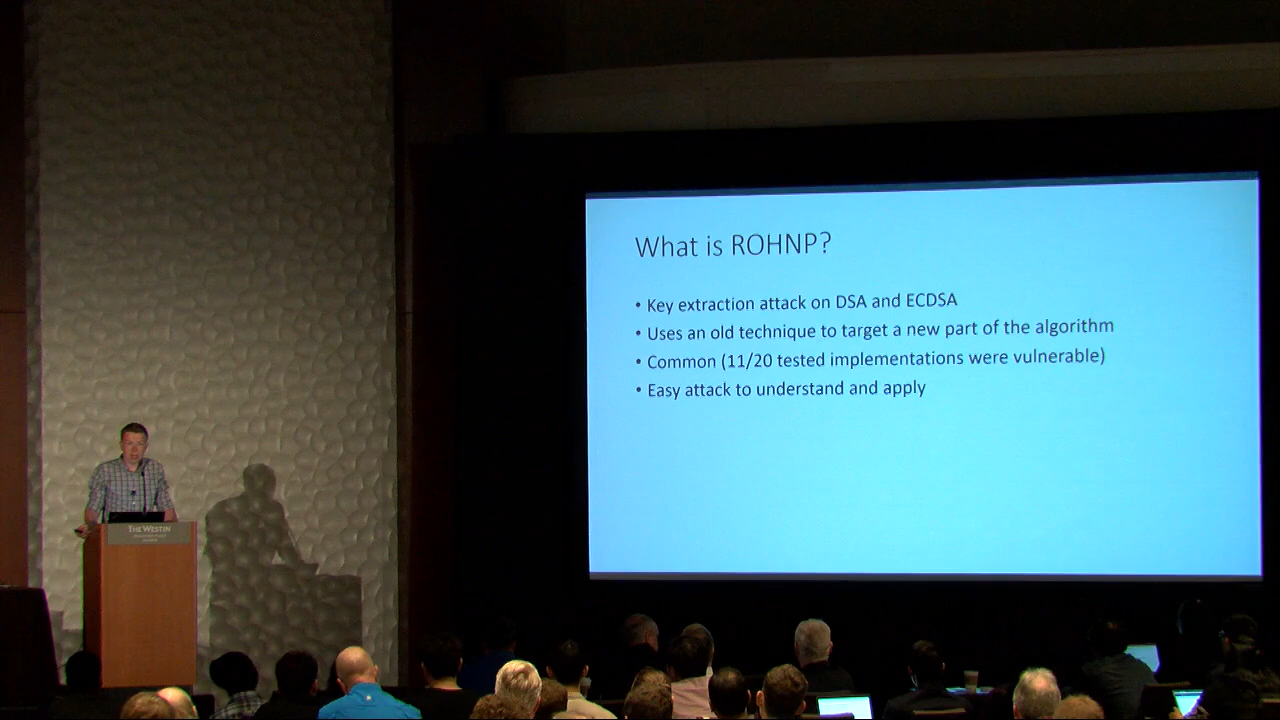 What is ROHNP?
• Key extraction attack on DSA and ECDSA
• Uses an old technique to target a new part of the algorithm
• Common (11/20 tested implementations were vulnerable)
• Easy attack to understand and apply
THE WESTIN